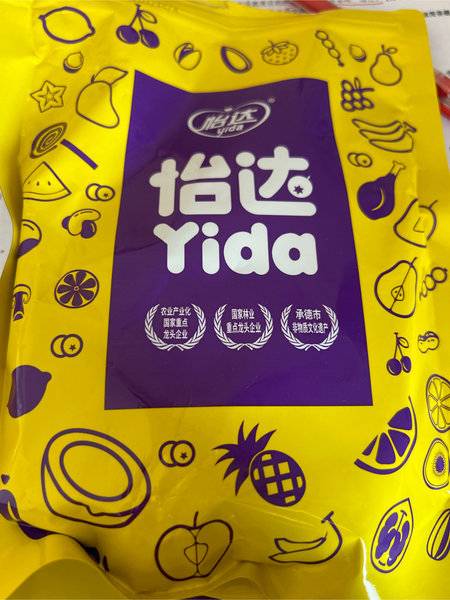 怡达
yida
怡达
Yida
农业产业化
国家重点
龙头企业
国家林业
重点龙头企业
承德市
非物质文化遗产